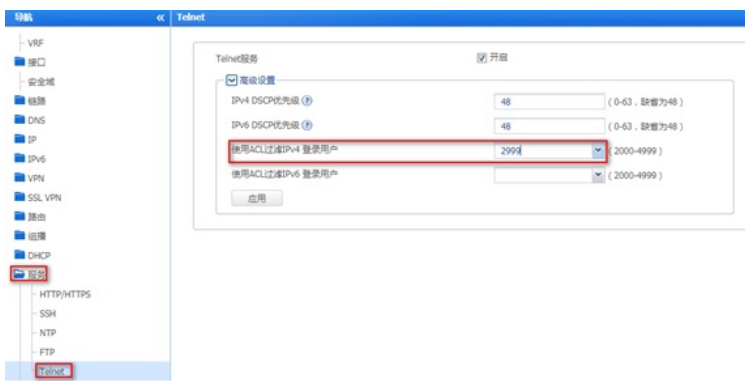 导航 «
VRF
接口
安全域
链路
DNS
IP
IPv6
VPN
SSL VPN
路由
组播
DHCP
服务
HTTP/HTTPS
SSH
NTP
FTP
Telnet
Telnet
Telnet服务 开启
高级设置
IPv4 DSCP优先级 ? 48 (0-63，缺省为48)
IPv6 DSCP优先级 ? 48 (0-63，缺省为48)
使用ACL过滤IPv4 登录用户 2999 (2000-4999)
使用ACL过滤IPv6 登录用户 (2000-4999)
应用